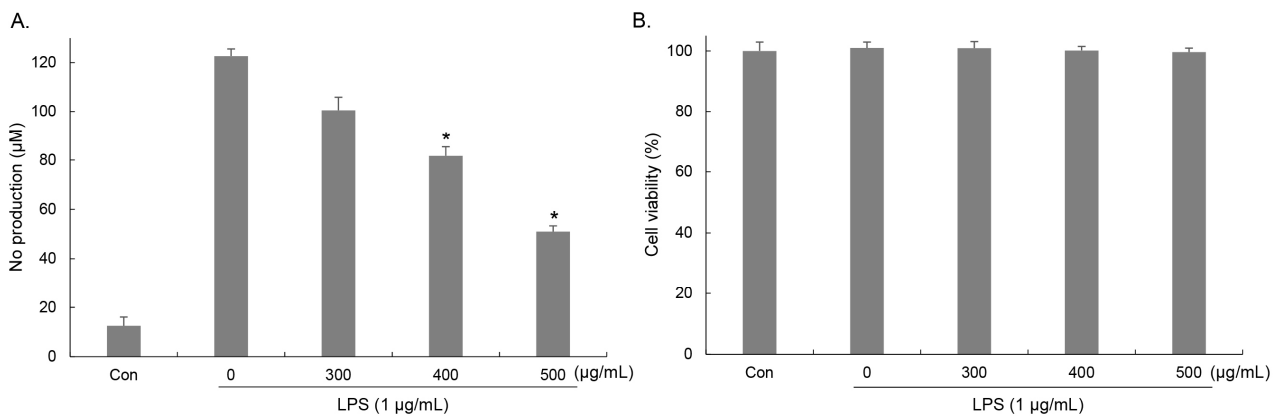 A.
No production (µM)
120
100
80
60
40
20
0
*
*
Con
0
300
400
500
(µg/mL)
LPS (1 µg/mL)
B.
Cell viability (%)
100
80
60
40
20
0
Con
0
300
400
500
(µg/mL)
LPS (1 µg/mL)